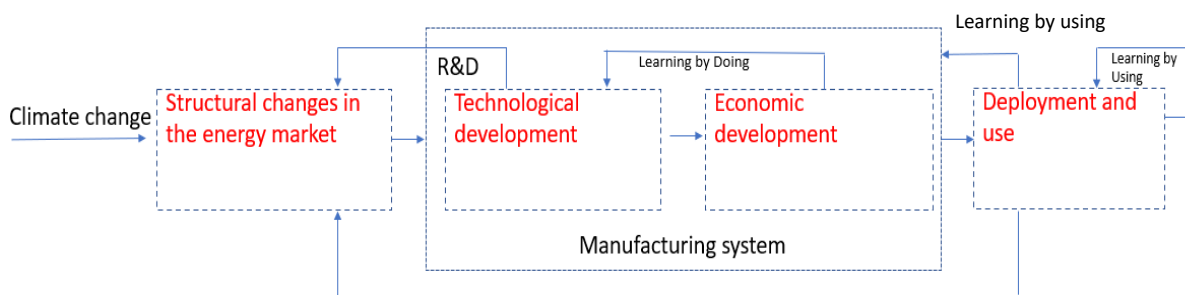 Learning by using
Climate change
Structural changes in
the energy market
R&D
Learning by Doing
Technological
development
Economic
development
Learning by
Using
Deployment and
use
Manufacturing system